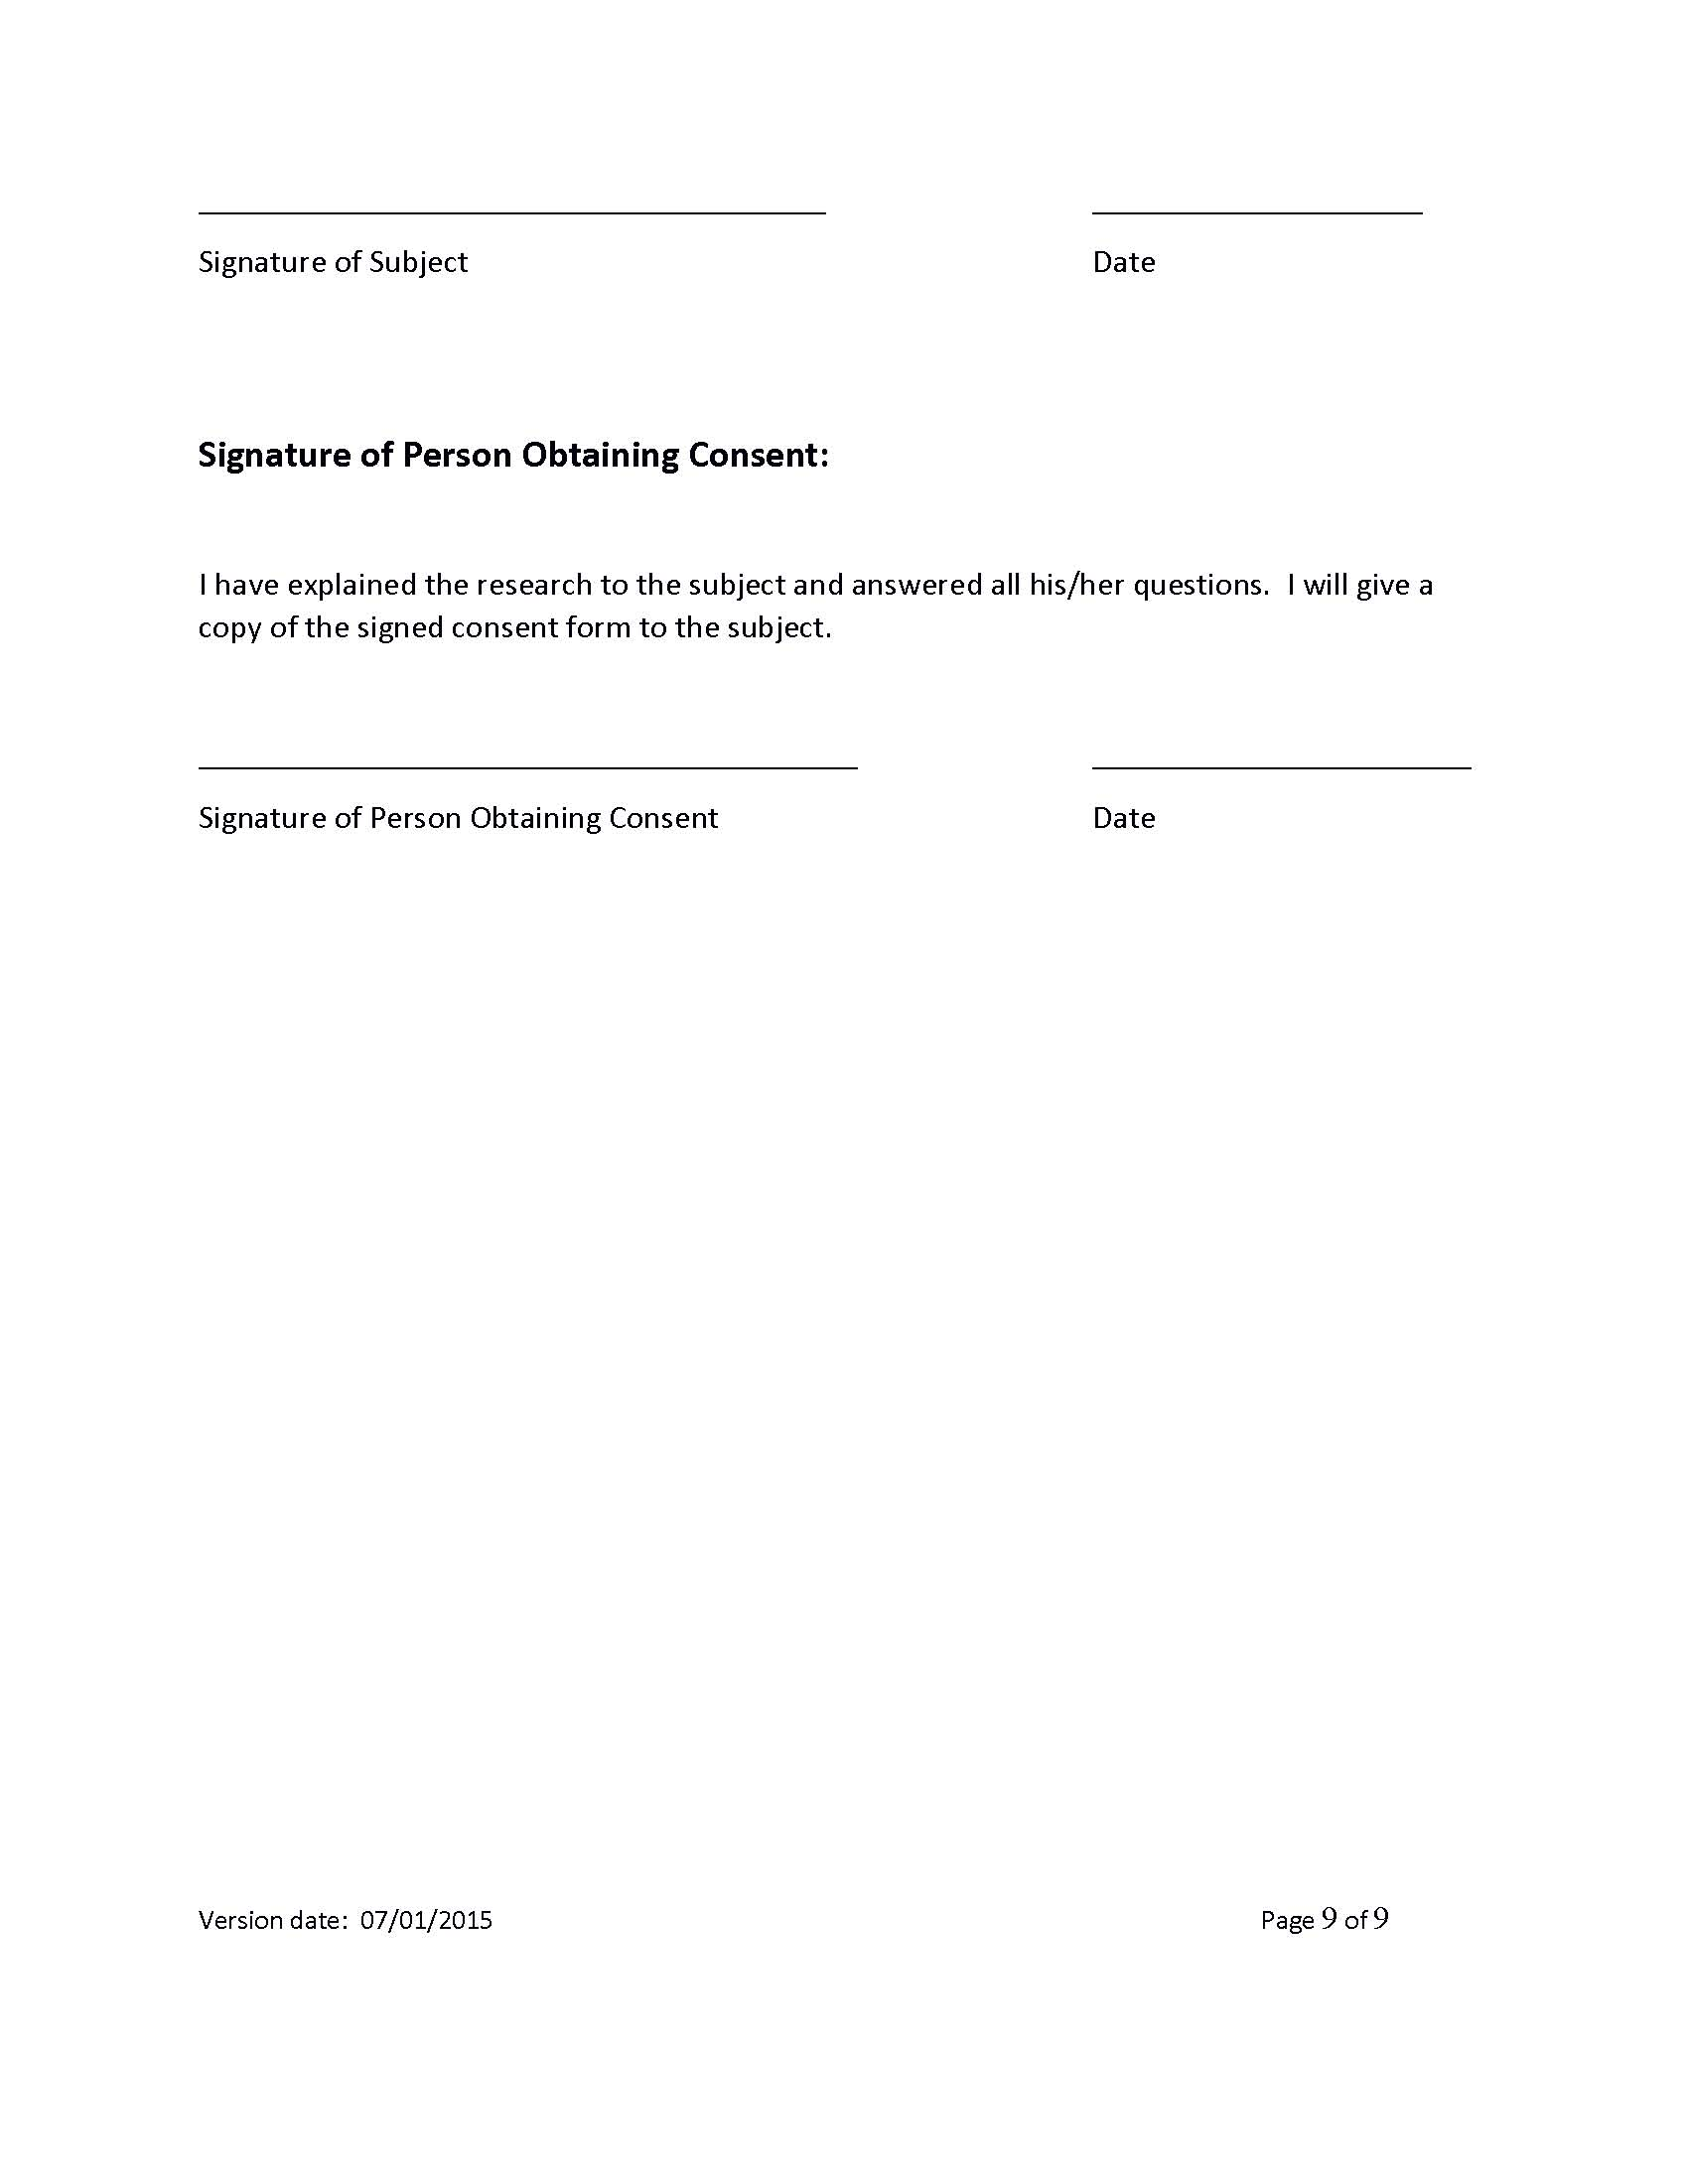 Signature of Subject Date
Signature of Person Obtaining Consent:
I have explained the research to the subject and answered all his/her questions.  I will give a
copy of the signed consent form to the subject.
Signature of Person Obtaining Consent Date
Version date:  07/01/2015 Page 9 of 9